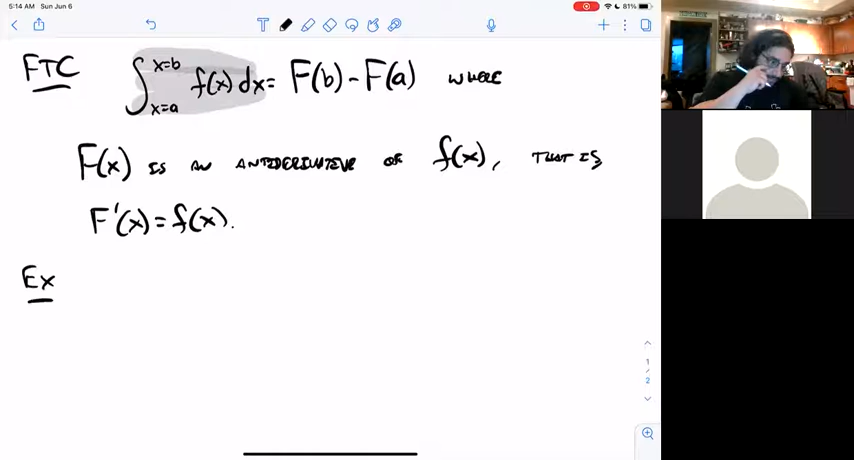 5:14 AM Sun Jun 6
81%
FTC ∫ x=b x=a f(x) dx = F(b) - F(a) WHERE
F(x) IS AN ANTIDERIVATIVE OF f(x), THAT IS
F'(x) = f(x).
Ex
1
/
2